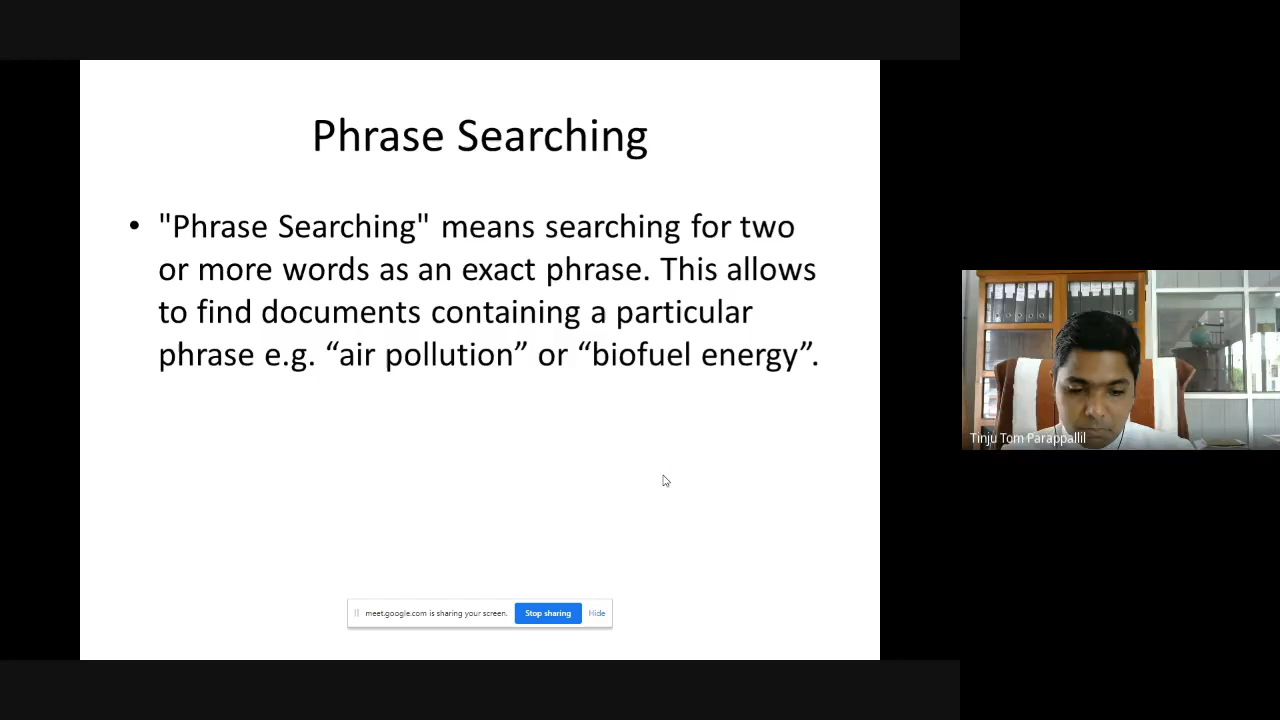 Phrase Searching
• "Phrase Searching" means searching for two
or more words as an exact phrase. This allows
to find documents containing a particular
phrase e.g. “air pollution” or “biofuel energy”.
Tinju Tom Parappallil
meet.google.com is sharing your screen. Stop sharing Hide